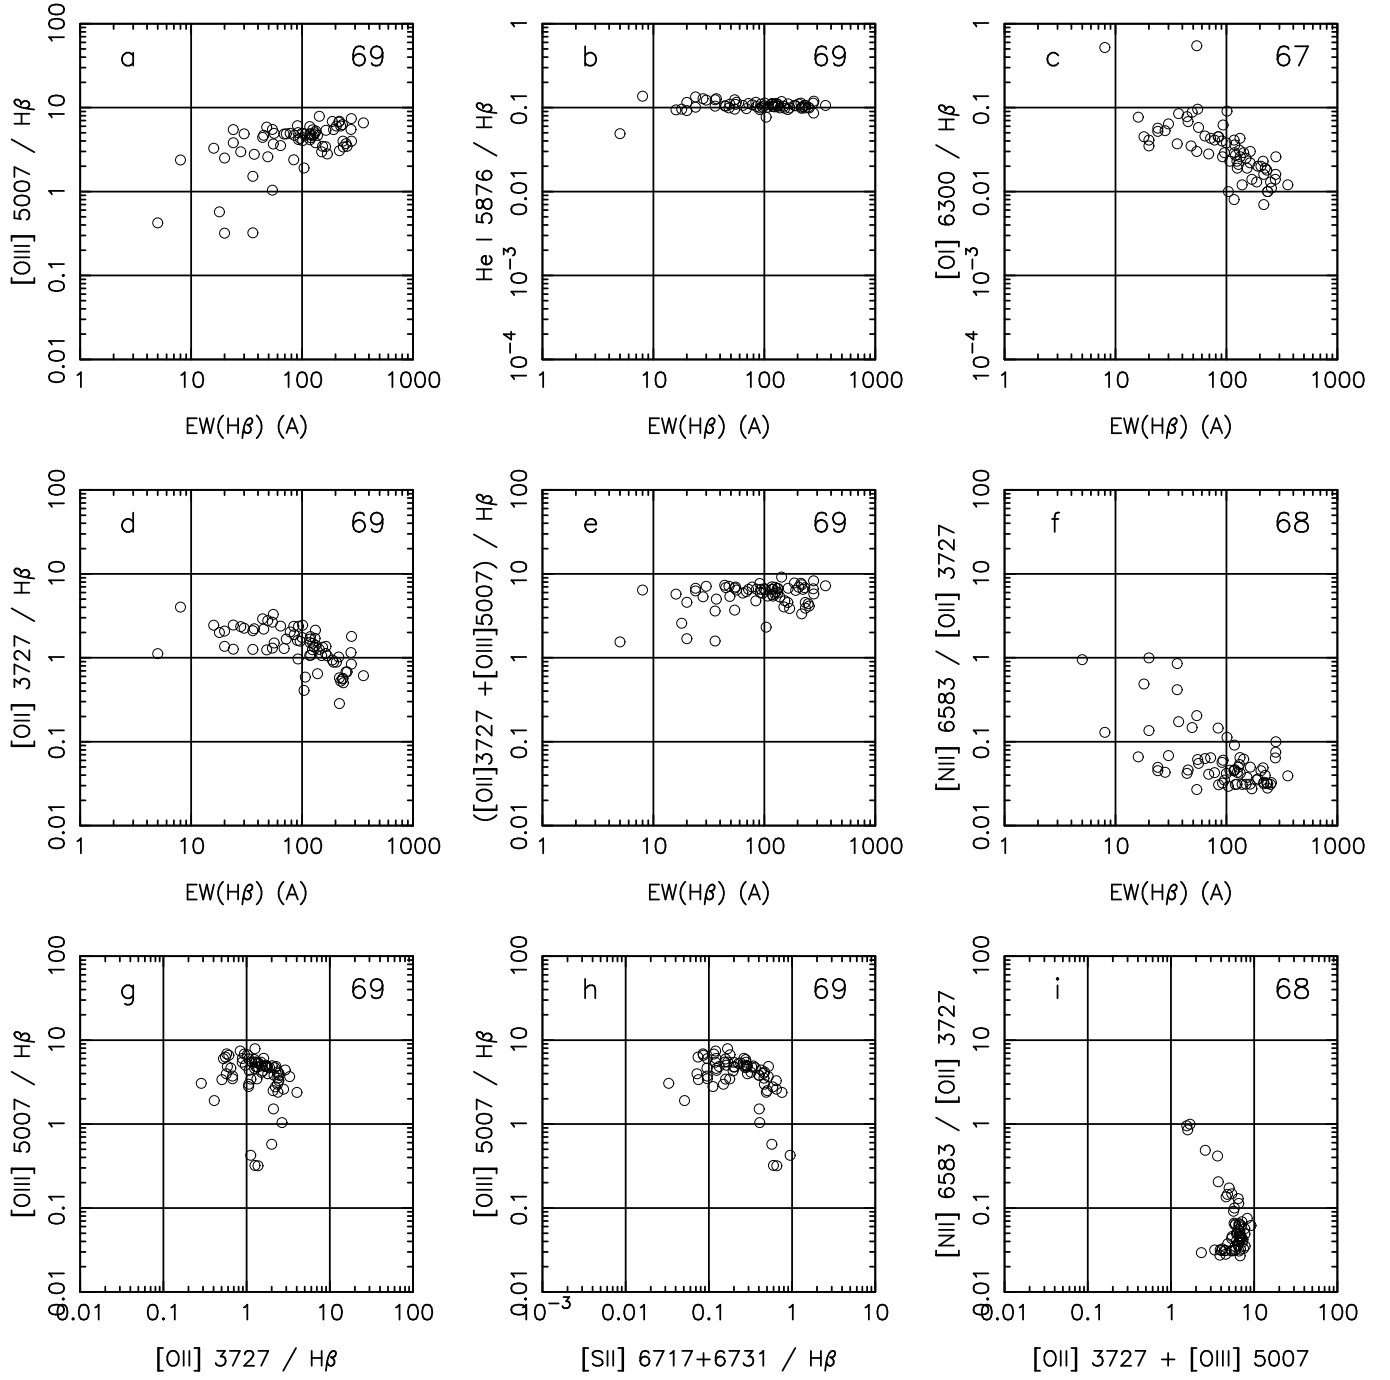 a 69
[OIII] 5007 / Hβ
100
10
1
0.1
0.01
1 10 100 1000
EW(Hβ) (A)
b 69
He I 5876 / Hβ
1
0.1
0.01
10⁻³
10⁻⁴
1 10 100 1000
EW(Hβ) (A)
c 67
[OI] 6300 / Hβ
1
0.1
0.01
10⁻³
10⁻⁴
1 10 100 1000
EW(Hβ) (A)
d 69
[OII] 3727 / Hβ
100
10
1
0.1
0.01
1 10 100 1000
EW(Hβ) (A)
e 69
([OII]3727 +[OIII]5007) / Hβ
100
10
1
0.1
0.01
1 10 100 1000
EW(Hβ) (A)
f 68
[NII] 6583 / [OII] 3727
100
10
1
0.1
0.01
1 10 100 1000
EW(Hβ) (A)
g 69
[OIII] 5007 / Hβ
100
10
1
0.1
0.01
0.01 0.1 1 10 100
[OII] 3727 / Hβ
h 69
[OIII] 5007 / Hβ
100
10
1
0.1
0.01
10⁻³ 0.01 0.1 1 10
[SII] 6717+6731 / Hβ
i 68
[NII] 6583 / [OII] 3727
100
10
1
0.1
0.01
0.01 0.1 1 10 100
[OII] 3727 + [OIII] 5007